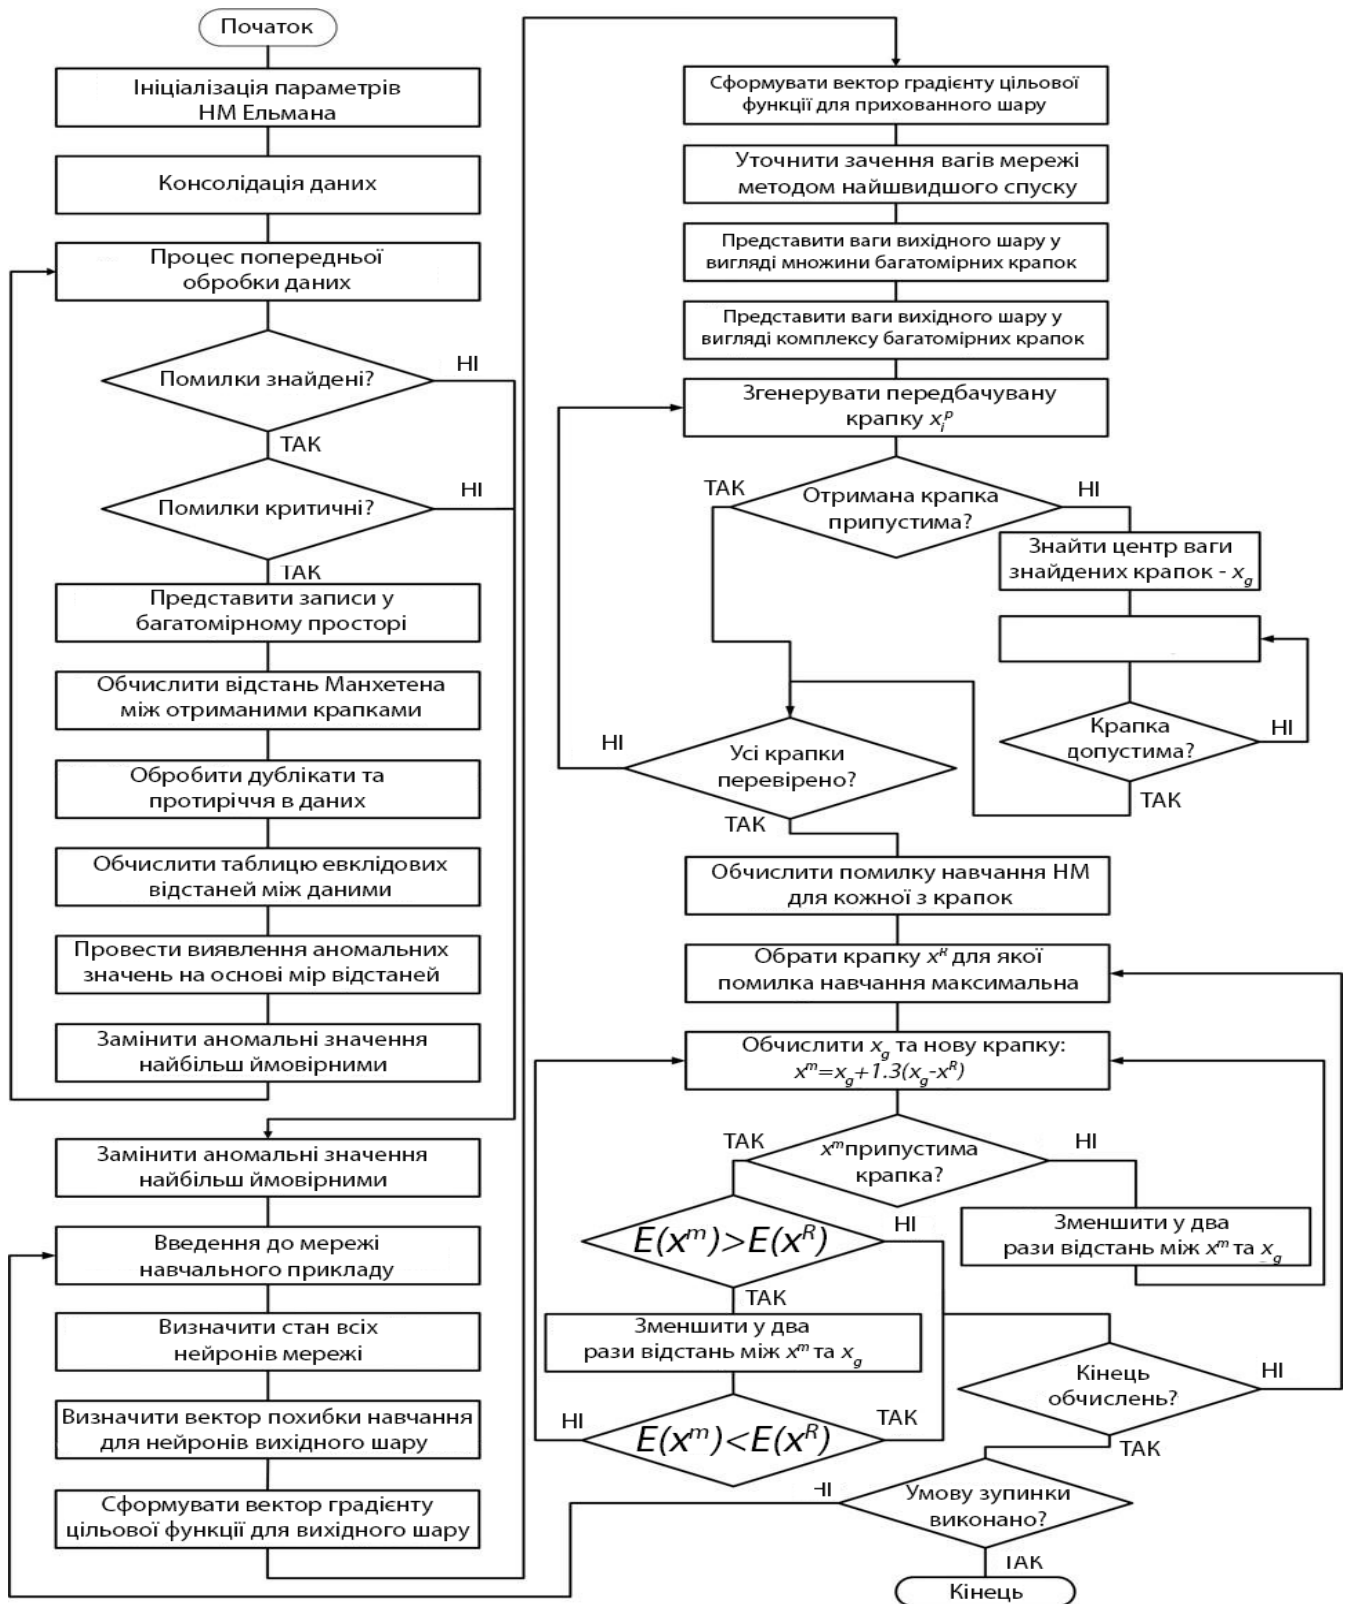 Початок
Ініціалізація параметрів
НМ Ельмана
Консолідація даних
Процес попередньої
обробки даних
Помилки знайдені?
НІ
ТАК
Помилки критичні?
НІ
ТАК
Представити записи у
багатомірному просторі
Обчислити відстань Манхетена
між отриманими крапками
Обробити дублікати та
протиріччя в даних
Обчислити таблицю евклідових
відстаней між даними
Провести виявлення аномальних
значень на основі мір відстаней
Замінити аномальні значення
найбільш ймовірними
Замінити аномальні значення
найбільш ймовірними
Введення до мережі
навчального прикладу
Визначити стан всіх
нейронів мережі
Визначити вектор похибки навчання
для нейронів вихідного шару
Сформувати вектор градієнту
цільової функції для вихідного шару
Сформувати вектор градієнту цільової
функції для прихованного шару
Уточнити зачення вагів мережі
методом найшвидшого спуску
Представити ваги вихідного шару у
вигляді множини багатомірних крапок
Представити ваги вихідного шару у
вигляді комплексу багатомірних крапок
Згенерувати передбачувану
крапку x_i^p
ТАК
Отримана крапка
припустима?
НІ
Знайти центр ваги
знайдених крапок - x_g
Крапка
допустима?
НІ
ТАК
НІ
Усі крапки
перевірено?
ТАК
Обчислити помилку навчання НМ
для кожної з крапок
Обрати крапку x^R для якої
помилка навчання максимальна
Обчислити x_g та нову крапку:
x^m=x_g+1.3(x_g-x^R)
ТАК
x^m припустима
крапка?
НІ
Зменшити у два
рази відстань між x^m та x_g
E(x^m)>E(x^R)
НІ
ТАК
Зменшити у два
рази відстань між x^m та x_g
НІ
E(x^m)<E(x^R)
ТАК
Кінець
обчислень?
НІ
ТАК
НІ
Умову зупинки
виконано?
ТАК
Кінець